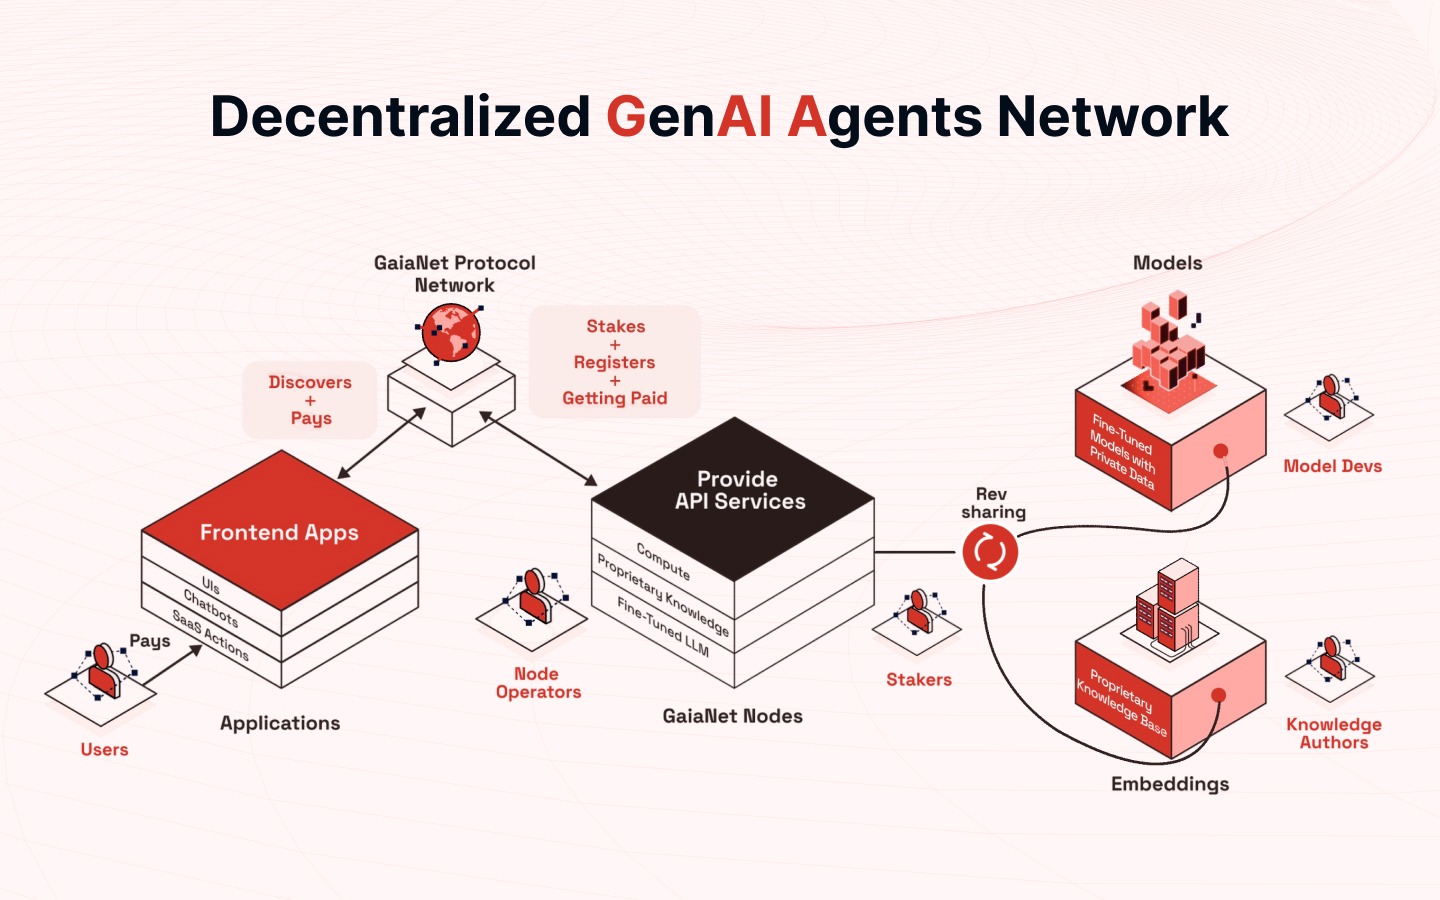 Decentralized GenAI Agents Network
GaiaNet Protocol
Network
Discovers
+
Pays
Stakes
+
Registers
+
Getting Paid
Frontend Apps
UIs
Chatbots
SaaS Actions
Pays
Users
Applications
Provide
API Services
Compute
Proprietary Knowledge
Fine-Tuned LLM
Node
Operators
GaiaNet Nodes
Stakers
Rev
sharing
Models
Fine-Tuned
Models with
Private Data
Model Devs
Proprietary
Knowledge Base
Knowledge
Authors
Embeddings